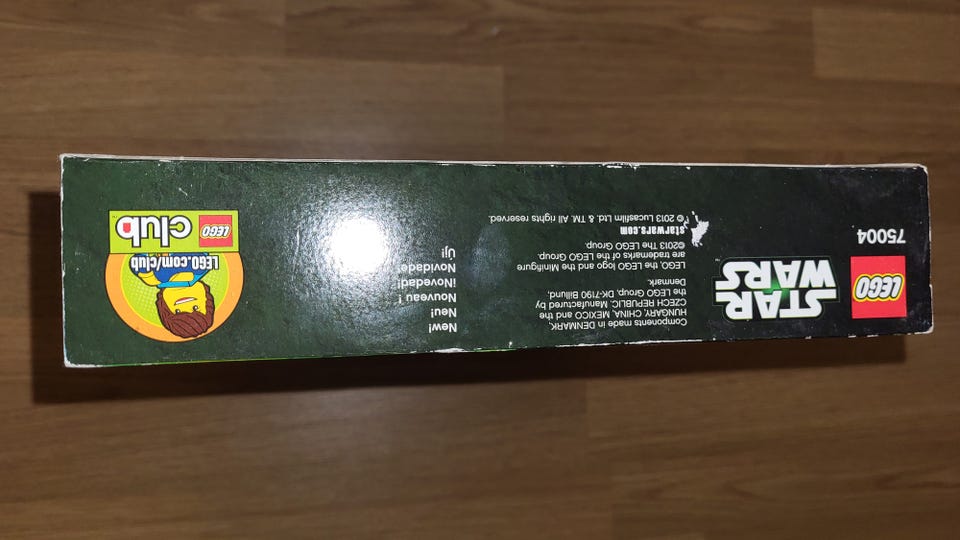 LEGO
STAR
WARS
75004
Components made in DENMARK,
HUNGARY, CHINA, MEXICO and the
CZECH REPUBLIC. Manufactured by
the LEGO Group, DK-7190 Billund,
Denmark.
LEGO, the LEGO logo and the Minifigure
are trademarks of the LEGO Group.
©2013 The LEGO Group.
starwars.com
© 2013 Lucasfilm Ltd. & TM. All rights reserved.
New!
Neu!
Nouveau !
¡Novedad!
Novidade!
Új!
LEGO.com/club
LEGO
club
TM